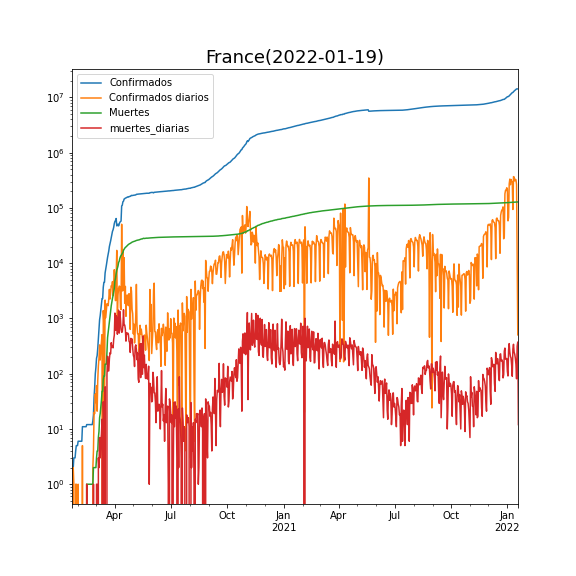 France(2022-01-19)
Confirmados
Confirmados diarios
Muertes
muertes_diarias
10^7
10^6
10^5
10^4
10^3
10^2
10^1
10^0
Apr Jul Oct Jan Apr Jul Oct Jan
2021 2022